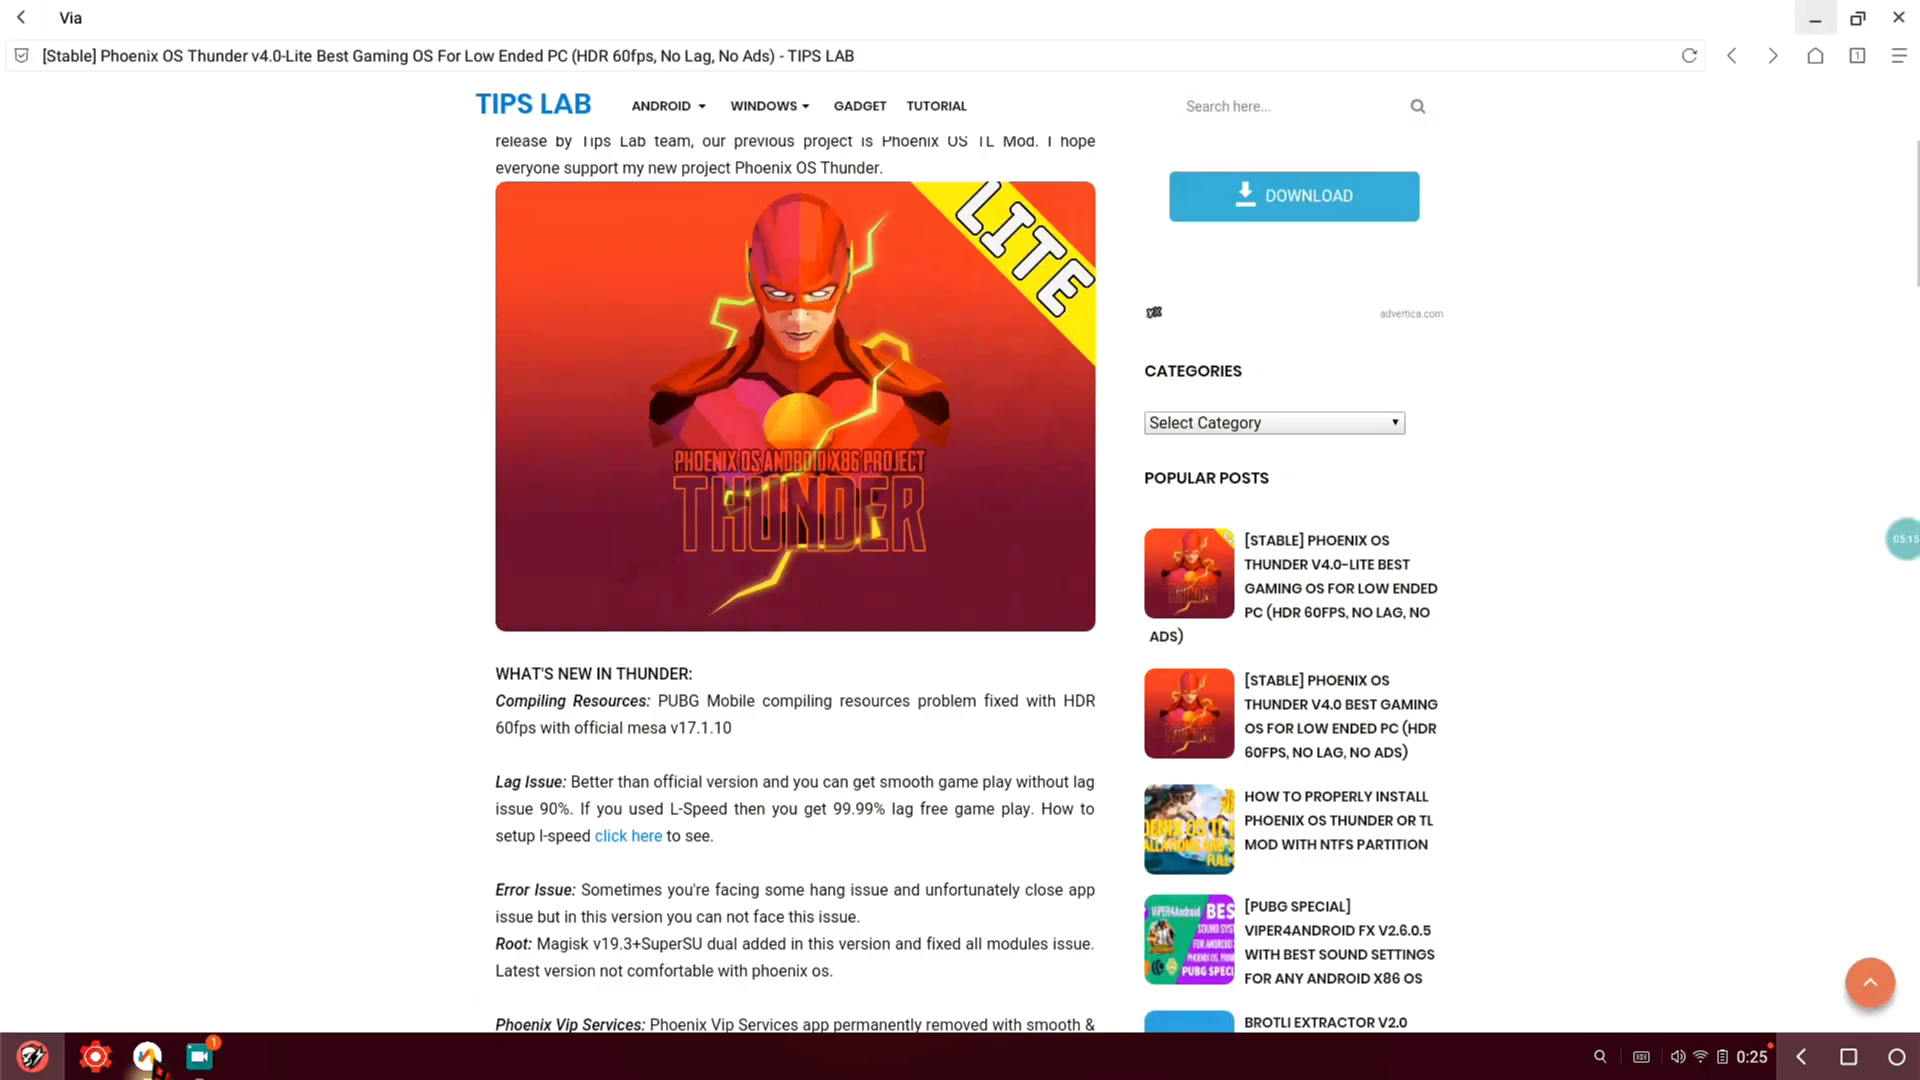 Via
[Stable] Phoenix OS Thunder v4.0-Lite Best Gaming OS For Low Ended PC (HDR 60fps, No Lag, No Ads) - TIPS LAB
1
TIPS LAB
ANDROID
WINDOWS
GADGET
TUTORIAL
Search here...
release by Tips Lab team, our previous project is Phoenix OS TL Mod. I hope
everyone support my new project Phoenix OS Thunder.
LITE
PHOENIX OS ANDROID X86 PROJECT
THUNDER
WHAT'S NEW IN THUNDER:
Compiling Resources: PUBG Mobile compiling resources problem fixed with HDR
60fps with official mesa v17.1.10
Lag Issue: Better than official version and you can get smooth game play without lag
issue 90%. If you used L-Speed then you get 99.99% lag free game play. How to
setup l-speed click here to see.
Error Issue: Sometimes you're facing some hang issue and unfortunately close app
issue but in this version you can not face this issue.
Root: Magisk v19.3+SuperSU dual added in this version and fixed all modules issue.
Latest version not comfortable with phoenix os.
Phoenix Vip Services: Phoenix Vip Services app permanently removed with smooth &
DOWNLOAD
advertica.com
CATEGORIES
Select Category
POPULAR POSTS
[STABLE] PHOENIX OS
THUNDER V4.0-LITE BEST
GAMING OS FOR LOW ENDED
PC (HDR 60FPS, NO LAG, NO
ADS)
[STABLE] PHOENIX OS
THUNDER V4.0 BEST GAMING
OS FOR LOW ENDED PC (HDR
60FPS, NO LAG, NO ADS)
HOW TO PROPERLY INSTALL
PHOENIX OS THUNDER OR TL
MOD WITH NTFS PARTITION
[PUBG SPECIAL]
VIPER4ANDROID FX V2.6.0.5
WITH BEST SOUND SETTINGS
FOR ANY ANDROID X86 OS
BROTLI EXTRACTOR V2.0
05:15
1
0:25